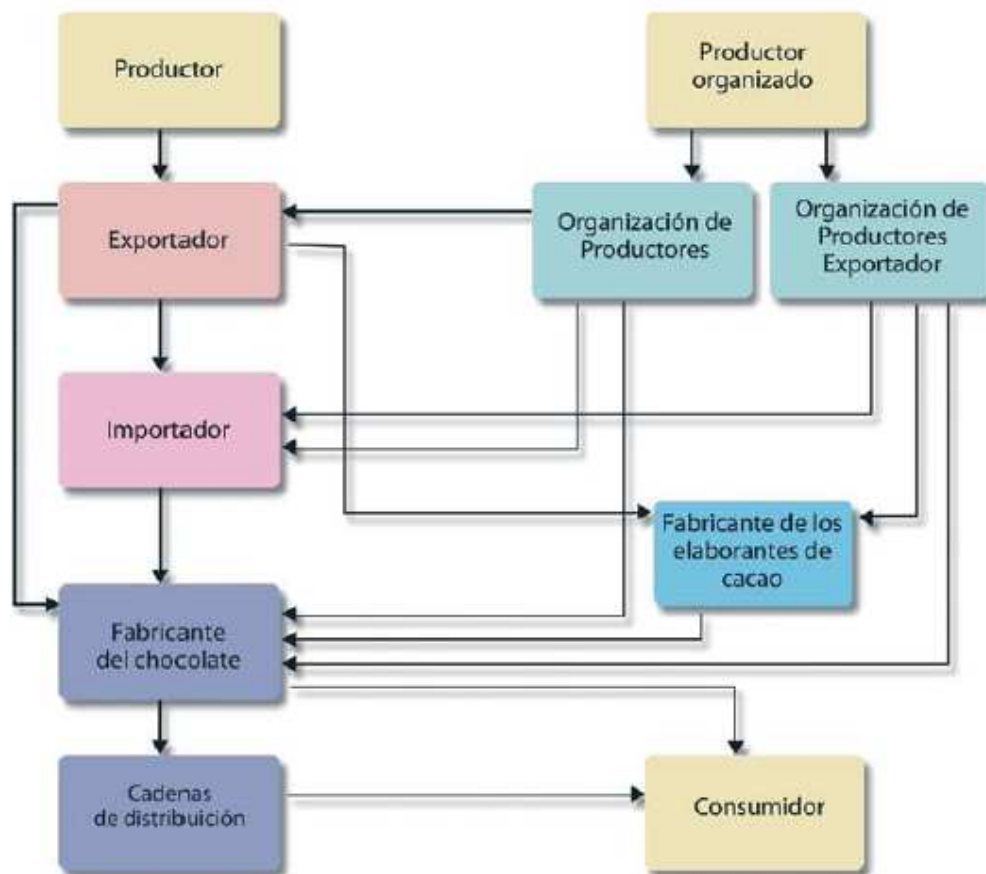 Productor
Productor
organizado
Exportador
Organización de
Productores
Organización de
Productores
Exportador
Importador
Fabricante de los
elaborantes de
cacao
Fabricante
del chocolate
Cadenas
de distribuición
Consumidor